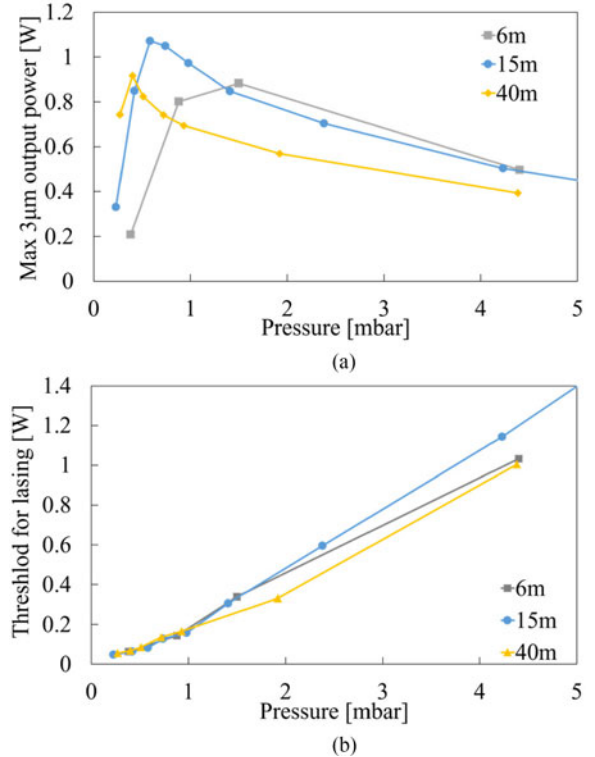 Max 3μm output power [W]
1.2
1
0.8
0.6
0.4
0.2
0
0
1
2
3
4
5
6m
15m
40m
Pressure [mbar]
(a)
Threshlod for lasing [W]
1.4
1.2
1
0.8
0.6
0.4
0.2
0
0
1
2
3
4
5
6m
15m
40m
Pressure [mbar]
(b)